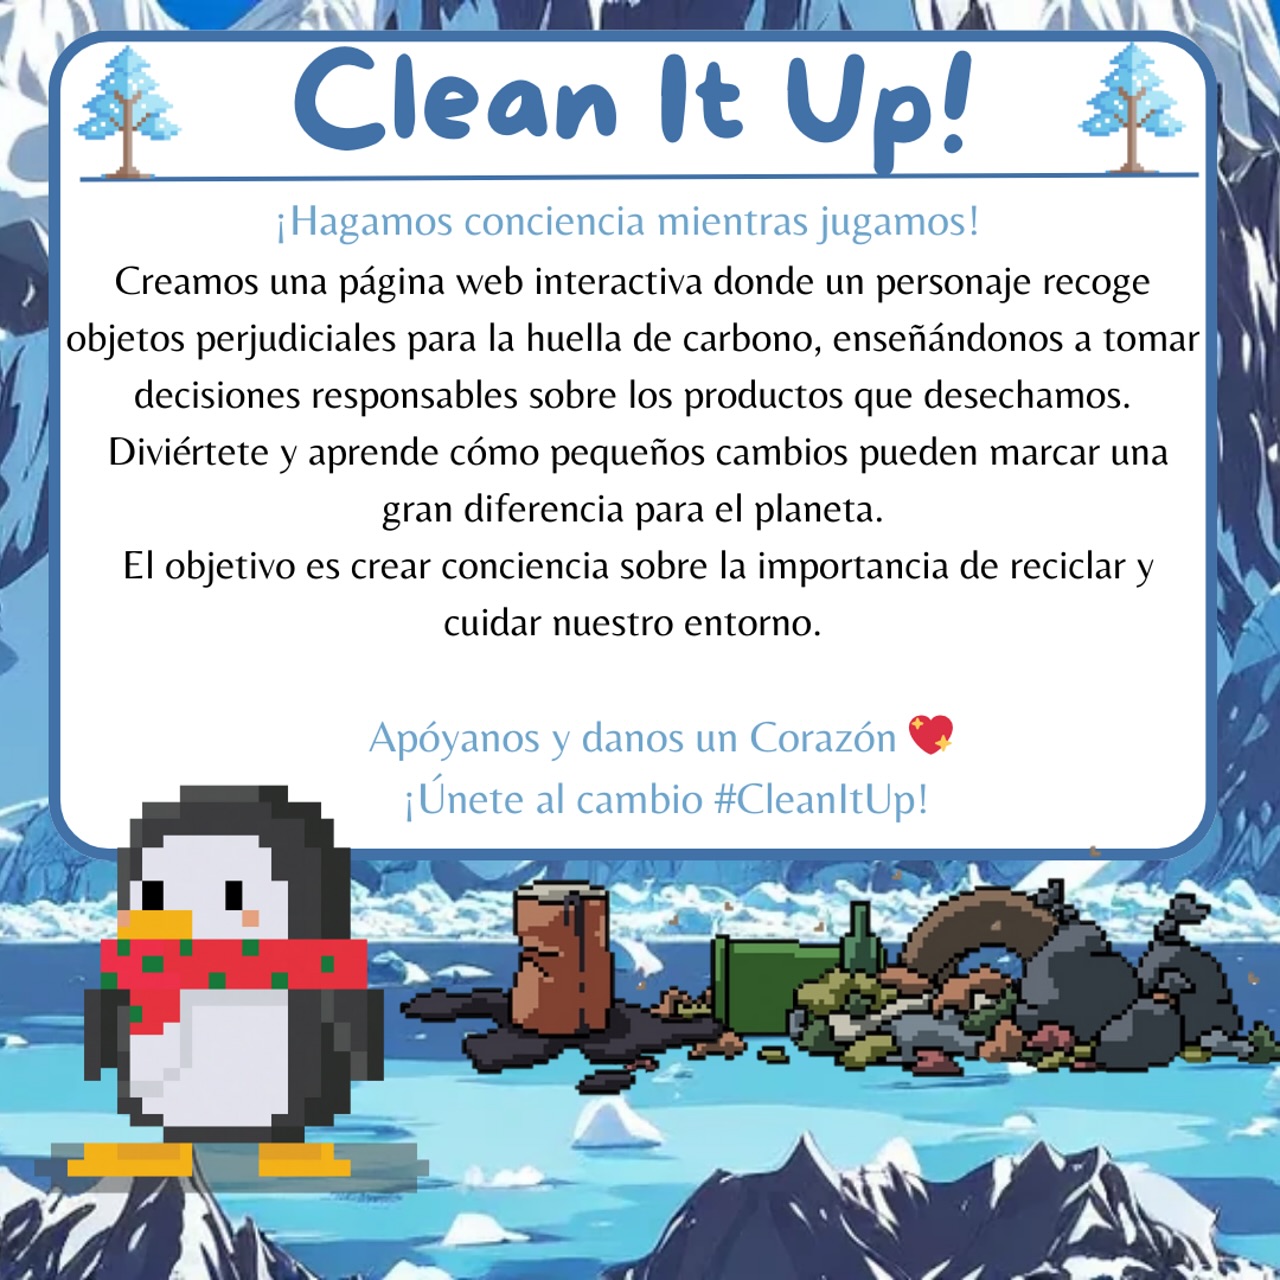 Clean It Up!
¡Hagamos conciencia mientras jugamos!
Creamos una página web interactiva donde un personaje recoge
objetos perjudiciales para la huella de carbono, enseñándonos a tomar
decisiones responsables sobre los productos que desechamos.
Diviértete y aprende cómo pequeños cambios pueden marcar una
gran diferencia para el planeta.
El objetivo es crear conciencia sobre la importancia de reciclar y
cuidar nuestro entorno.
Apóyanos y danos un Corazón 💖
¡Únete al cambio #CleanItUp!